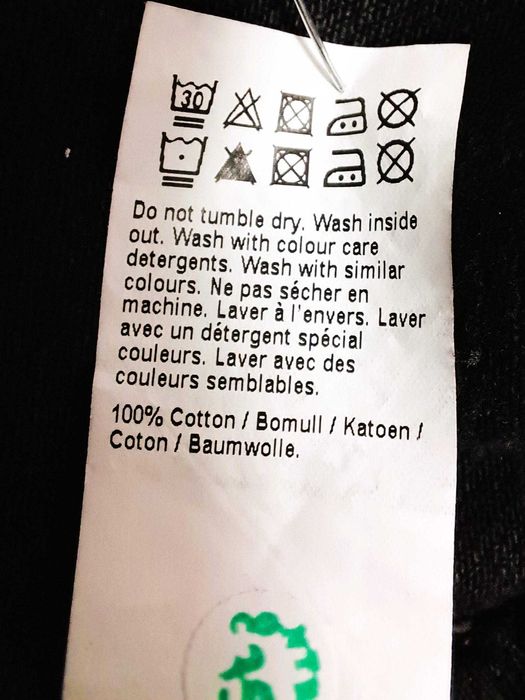 30
Do not tumble dry. Wash inside
out. Wash with colour care
detergents. Wash with similar
colours. Ne pas sécher en
machine. Laver à l'envers. Laver
avec un détergent spécial
couleurs. Laver avec des
couleurs semblables.
100% Cotton / Bomull / Katoen /
Coton / Baumwolle.